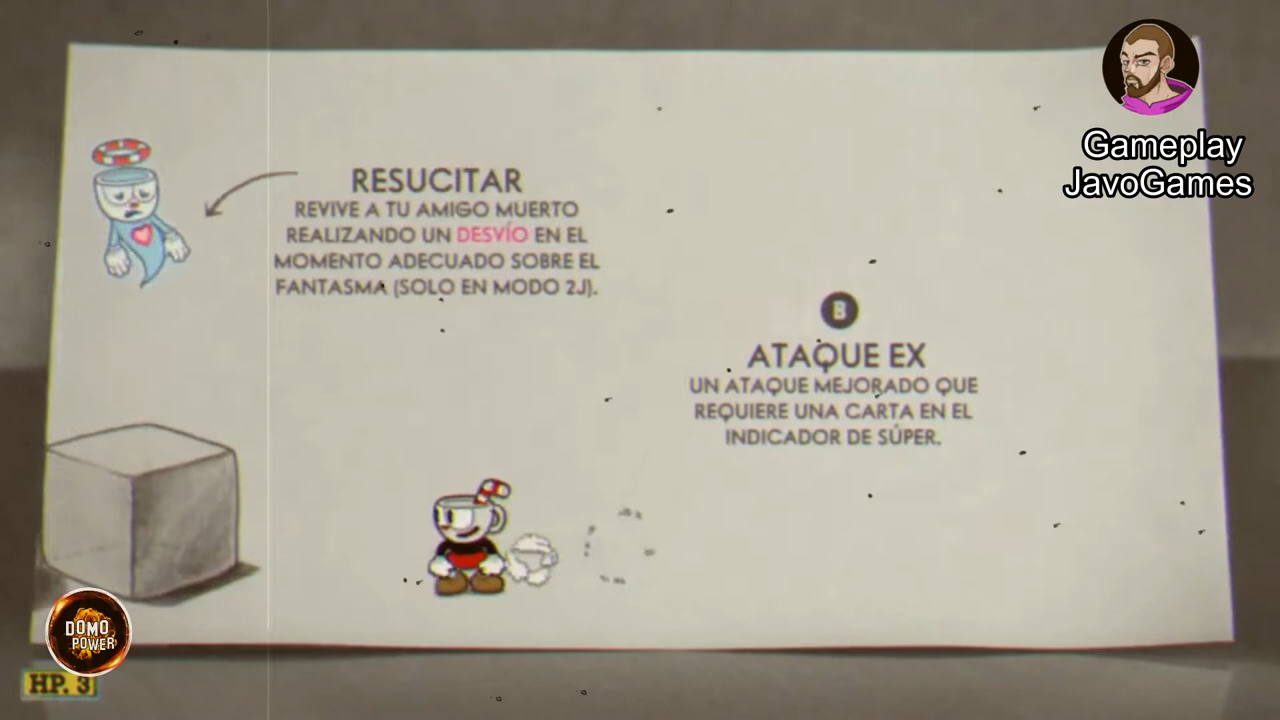 Gameplay
JavoGames
RESUCITAR
REVIVE A TU AMIGO MUERTO
REALIZANDO UN DESVÍO EN EL
MOMENTO ADECUADO SOBRE EL
FANTASMA (SOLO EN MODO 2J).
B
ATAQUE EX
UN ATAQUE MEJORADO QUE
REQUIERE UNA CARTA EN EL
INDICADOR DE SÚPER.
DOMO
POWER
HP. 3